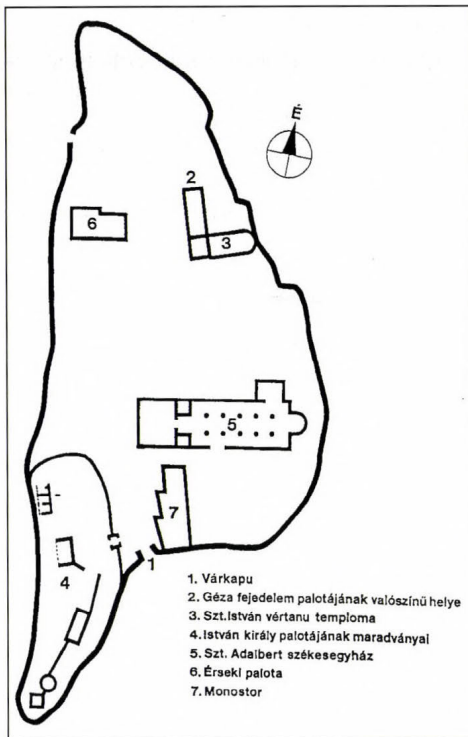 É
2
3
6
5
7
4
1
1. Várkapu
2. Géza fejedelem palotájának valószínű helye
3. Szt.István vértanu temploma
4. István király palotájának maradványai
5. Szt. Adalbert székesegyház
6. Érseki palota
7. Monostor